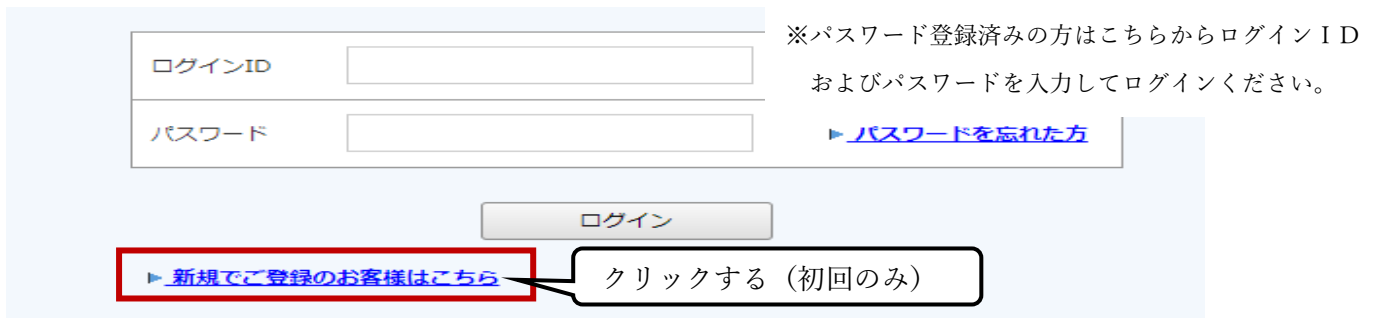 ※パスワード登録済みの方はこちらからログインＩＤ
およびパスワードを入力してログインください。
ログインID
パスワード
パスワードを忘れた方
ログイン
新規でご登録のお客様はこちら
クリックする（初回のみ）